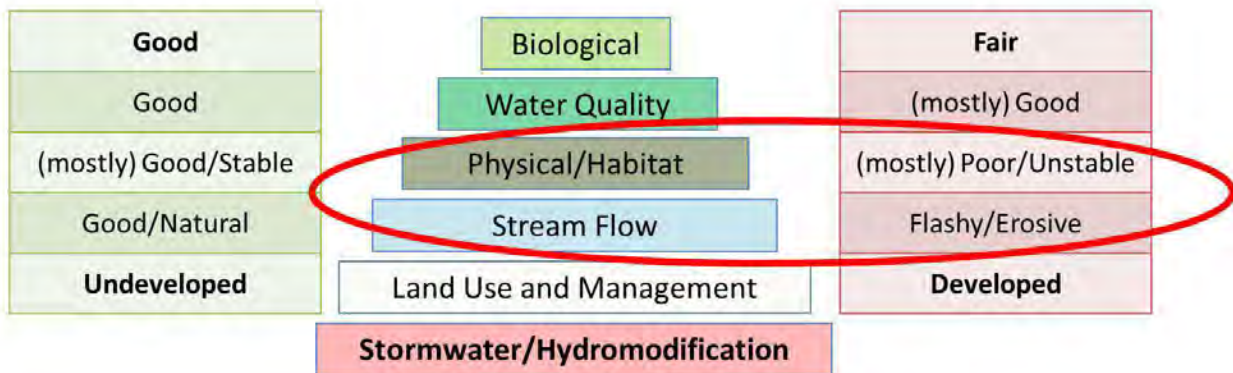 Good
Biological
Fair
Good
Water Quality
(mostly) Good
(mostly) Good/Stable
Physical/Habitat
(mostly) Poor/Unstable
Good/Natural
Stream Flow
Flashy/Erosive
Undeveloped
Land Use and Management
Developed
Stormwater/Hydromodification